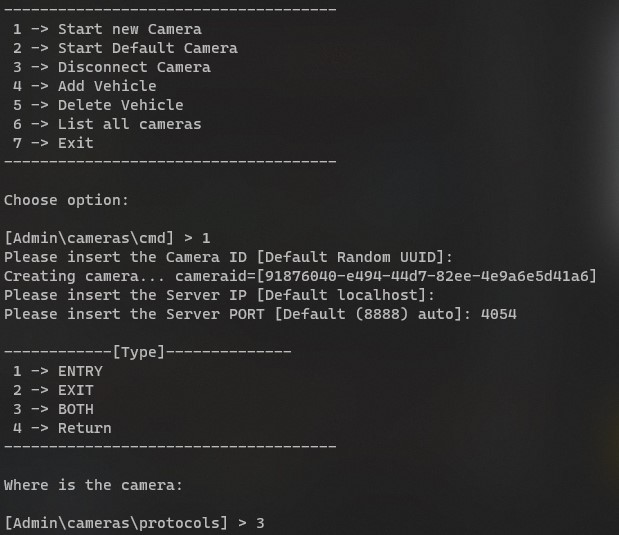 -------------------------------------
1 -> Start new Camera
2 -> Start Default Camera
3 -> Disconnect Camera
4 -> Add Vehicle
5 -> Delete Vehicle
6 -> List all cameras
7 -> Exit
-------------------------------------
Choose option:
[Admin\cameras\cmd] > 1
Please insert the Camera ID [Default Random UUID]:
Creating camera... cameraid=[91876040-e494-44d7-82ee-4e9a6e5d41a6]
Please insert the Server IP [Default localhost]:
Please insert the Server PORT [Default (8888) auto]: 4054
------------[Type]--------------
1 -> ENTRY
2 -> EXIT
3 -> BOTH
4 -> Return
-------------------------------------
Where is the camera:
[Admin\cameras\protocols] > 3